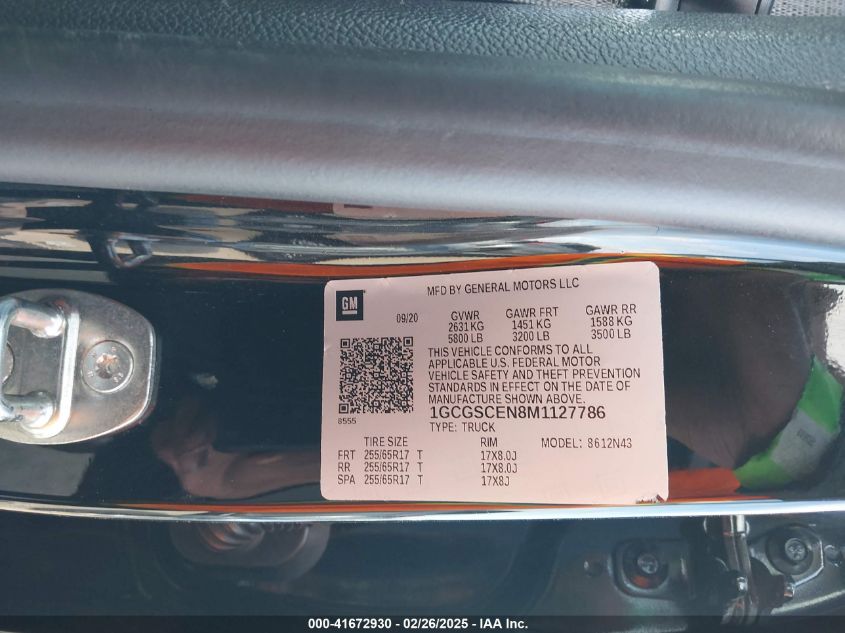 MFD BY GENERAL MOTORS LLC
GM
09/20
GVWR GAWR FRT GAWR RR
2631 KG 1451 KG 1588 KG
5800 LB 3200 LB 3500 LB
THIS VEHICLE CONFORMS TO ALL
APPLICABLE U.S. FEDERAL MOTOR
VEHICLE SAFETY AND THEFT PREVENTION
STANDARDS IN EFFECT ON THE DATE OF
MANUFACTURE SHOWN ABOVE.
8555
1GCGSCEN8M1127786
TYPE: TRUCK
TIRE SIZE RIM MODEL: 8612N43
FRT 255/65R17 T 17X8.0J
RR 255/65R17 T 17X8.0J
SPA 255/65R17 T 17X8J
000-41672930 - 02/26/2025 - IAA Inc.